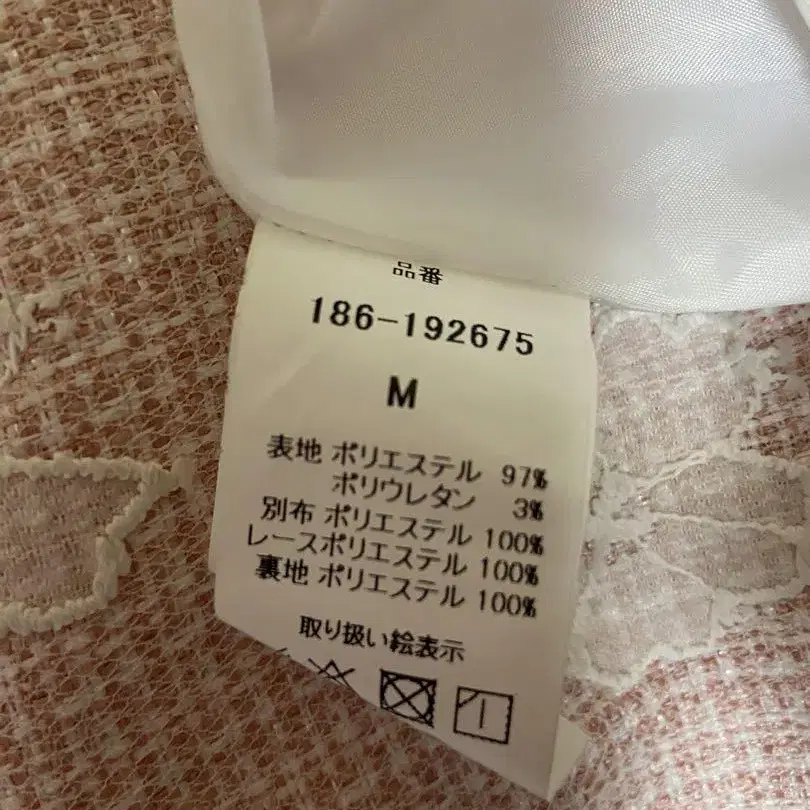 品番
186-192675
M
表地 ポリエステル 97%
ポリウレタン 3%
別布 ポリエステル 100%
レースポリエステル 100%
裏地 ポリエステル 100%
取り扱い絵表示